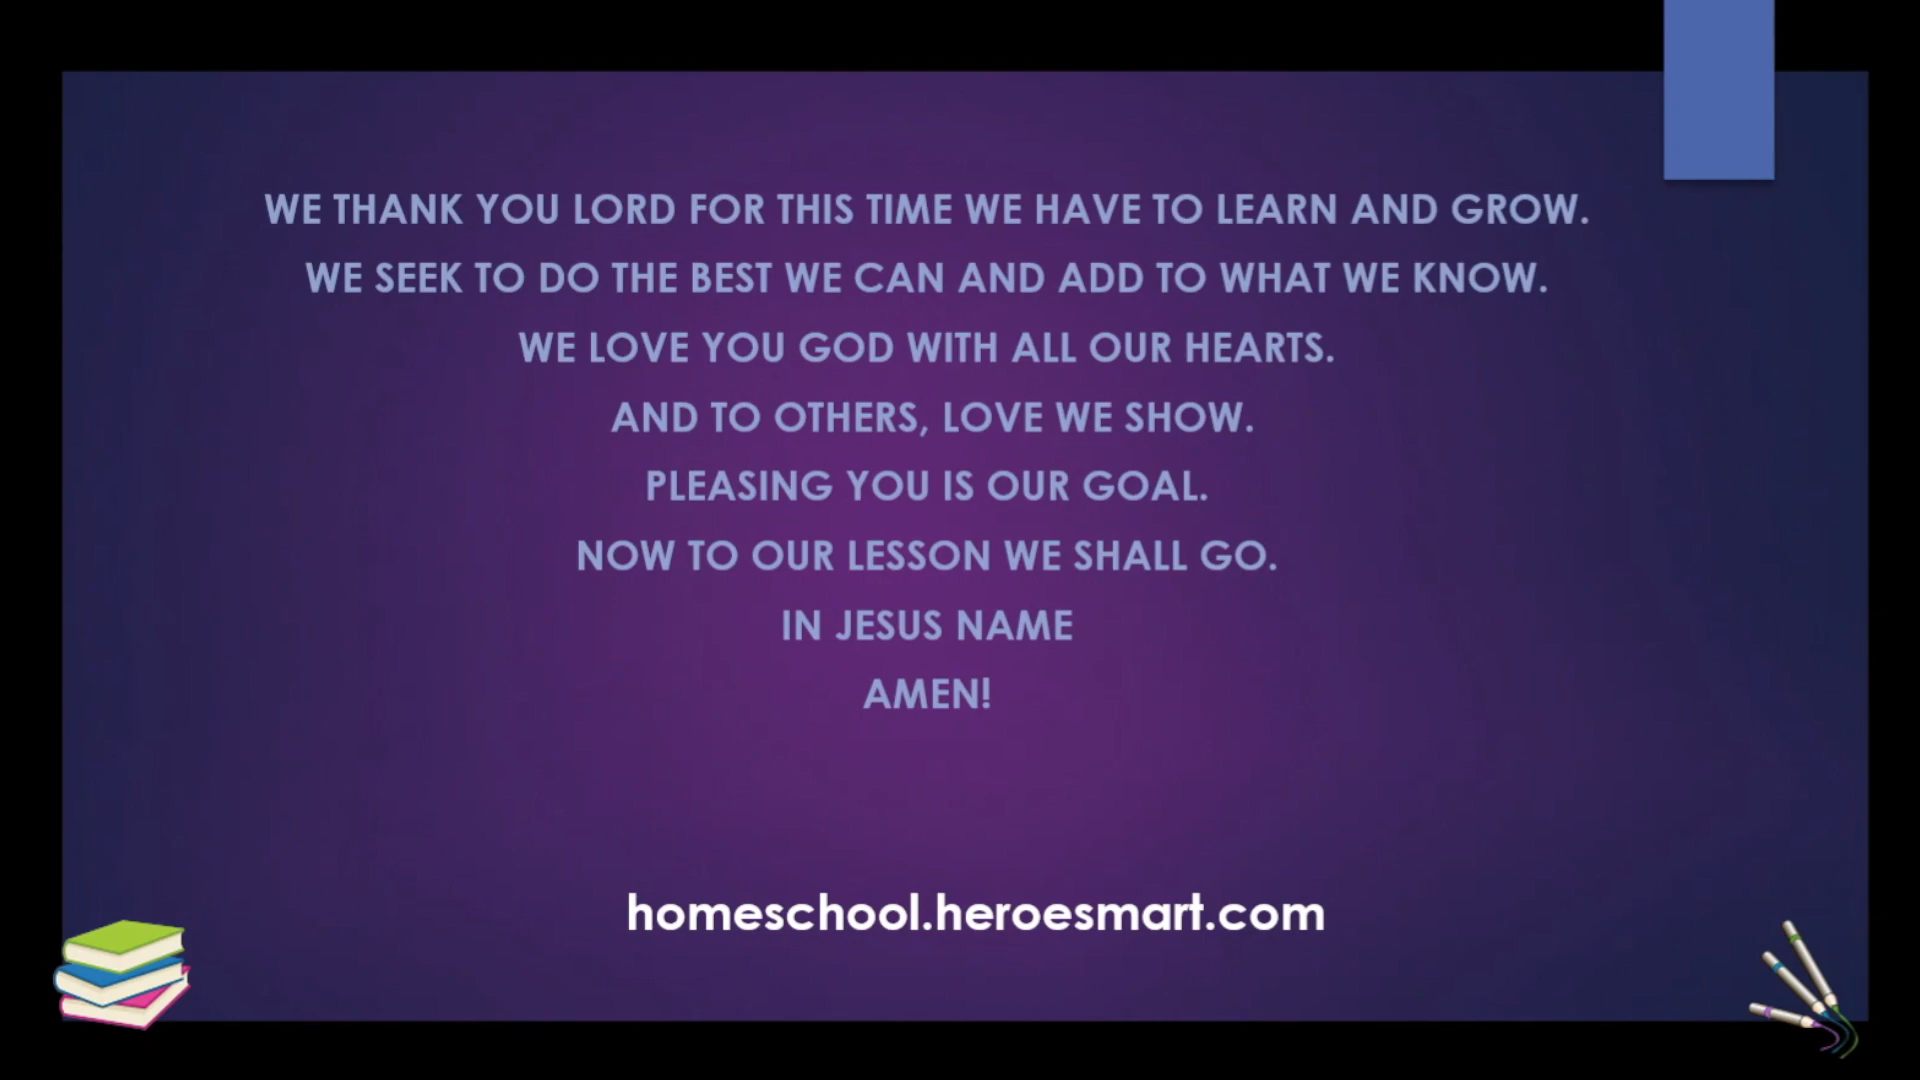 WE THANK YOU LORD FOR THIS TIME WE HAVE TO LEARN AND GROW.
WE SEEK TO DO THE BEST WE CAN AND ADD TO WHAT WE KNOW.
WE LOVE YOU GOD WITH ALL OUR HEARTS.
AND TO OTHERS, LOVE WE SHOW.
PLEASING YOU IS OUR GOAL.
NOW TO OUR LESSON WE SHALL GO.
IN JESUS NAME
AMEN!
homeschool.heroesmart.com